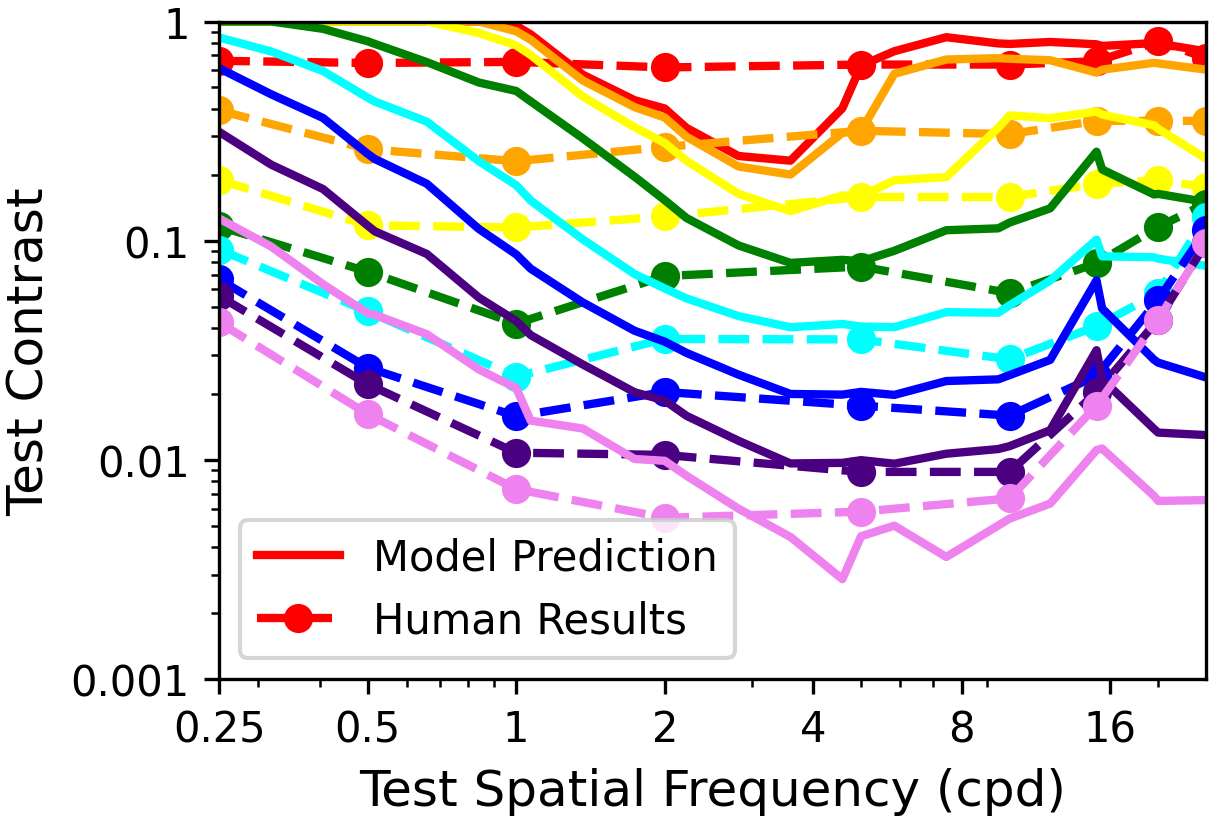 1
0.1
0.01
0.001
Test Contrast
Model Prediction
Human Results
0.25 0.5 1 2 4 8 16
Test Spatial Frequency (cpd)